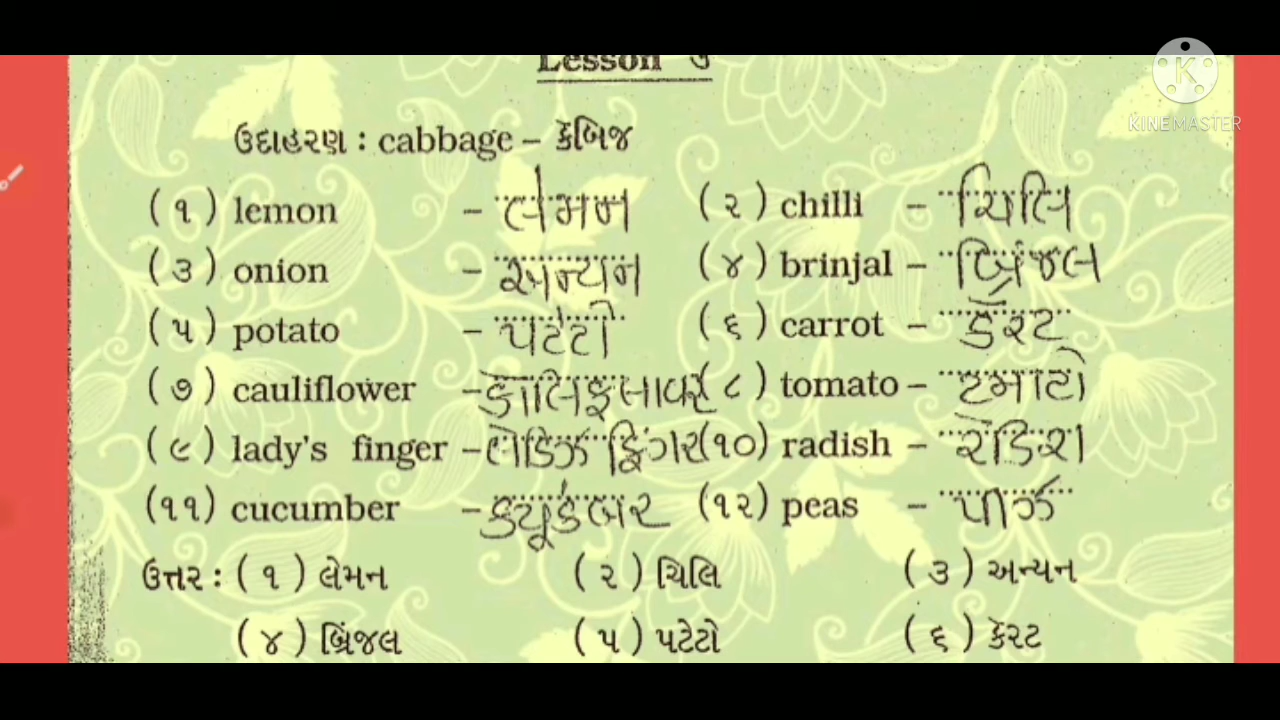 Lesson ૭
KINEMASTER
ઉદાહરણ : cabbage – કૅબિજ
(૧) lemon – લેમન (૨) chilli – ચિલિ
(૩) onion – અન્યન (૪) brinjal – બ્રિંજલ
(૫) potato – પટેટો (૬) carrot – કૅરટ
(૭) cauliflower – કૉલિફ્લાવર (૮) tomato – ટમાટો
(૯) lady's finger – લેડિઝ ફિંગર (૧૦) radish – રૅડિશ
(૧૧) cucumber – ક્યૂકંબર (૧૨) peas – પીઝ
ઉત્તર : (૧) લેમન (૨) ચિલિ (૩) અન્યન
(૪) બ્રિંજલ (૫) પટેટો (૬) કૅરટ